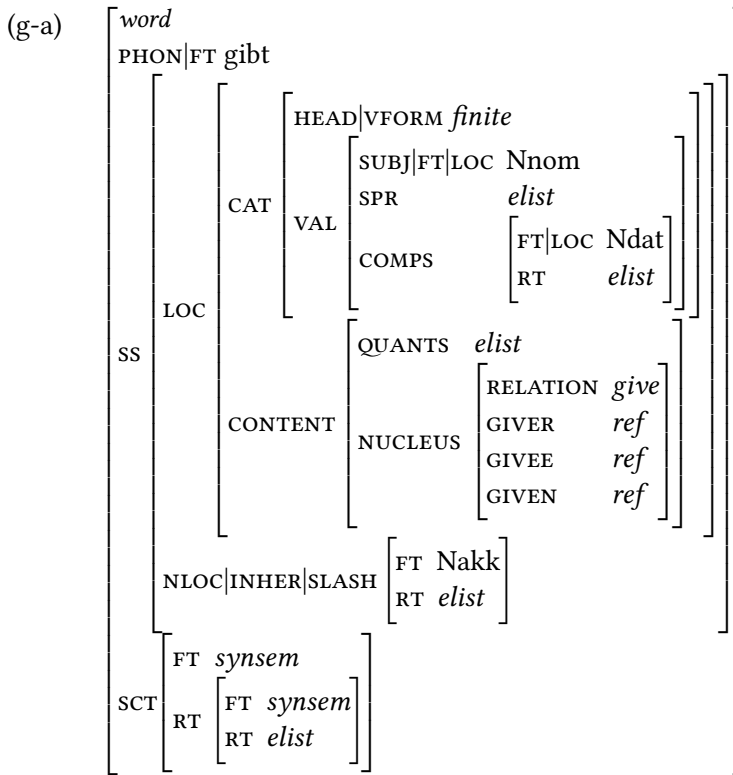 (g-a)
word
PHON|FT gibt
HEAD|VFORM finite
SUBJ|FT|LOC Nnom
SPR elist
CAT
VAL
FT|LOC Ndat
COMPS
RT elist
LOC
QUANTS elist
SS
RELATION give
CONTENT
GIVER ref
NUCLEUS
GIVEE ref
GIVEN ref
FT Nakk
NLOC|INHER|SLASH
RT elist
FT synsem
SCT
FT synsem
RT
RT elist